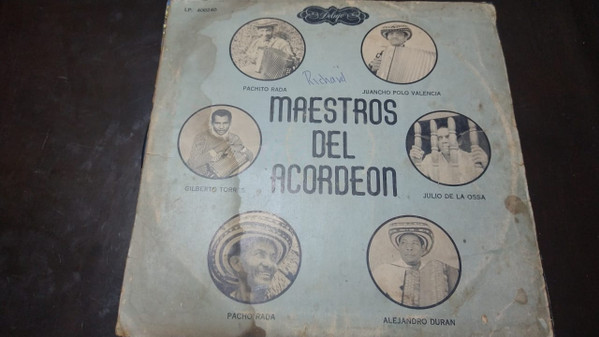 LP. 
Richard
PACHITO RADA
JUANCHO POLO VALENCIA
MAESTROS
DEL
ACORDEON
GILBERTO TORRES
JULIO DE LA OSSA
PACHO RADA
ALEJANDRO DURAN